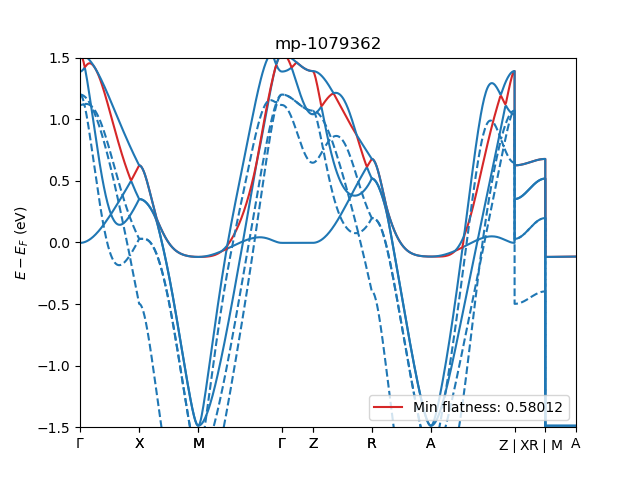 mp-1079362
1.5
1.0
0.5
0.0
−0.5
−1.0
−1.5
E − E_F (eV)
Min flatness: 0.58012
Γ X M Γ Z R A Z | XR | M A